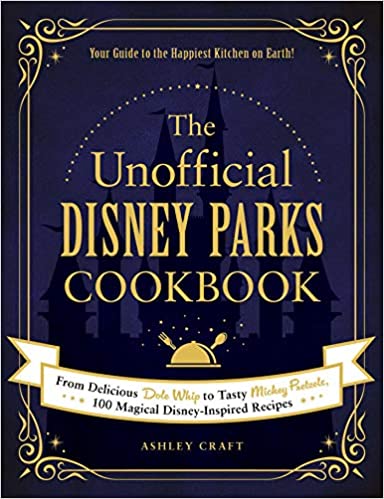 Your Guide to the Happiest Kitchen on Earth!
The
Unofficial
DISNEY PARKS
COOKBOOK
From Delicious Dole Whip to Tasty Mickey Pretzels,
100 Magical Disney-Inspired Recipes
ASHLEY CRAFT